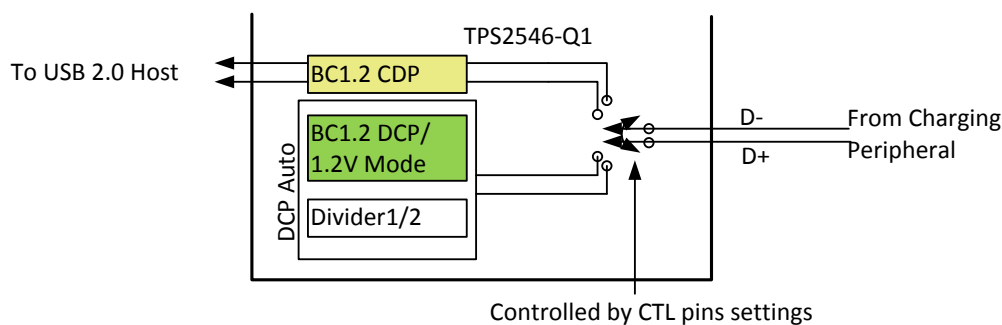 TPS2546-Q1
To USB 2.0 Host
BC1.2 CDP
BC1.2 DCP/
1.2V Mode
DCP Auto
Divider1/2
D-
D+
From Charging
Peripheral
Controlled by CTL pins settings